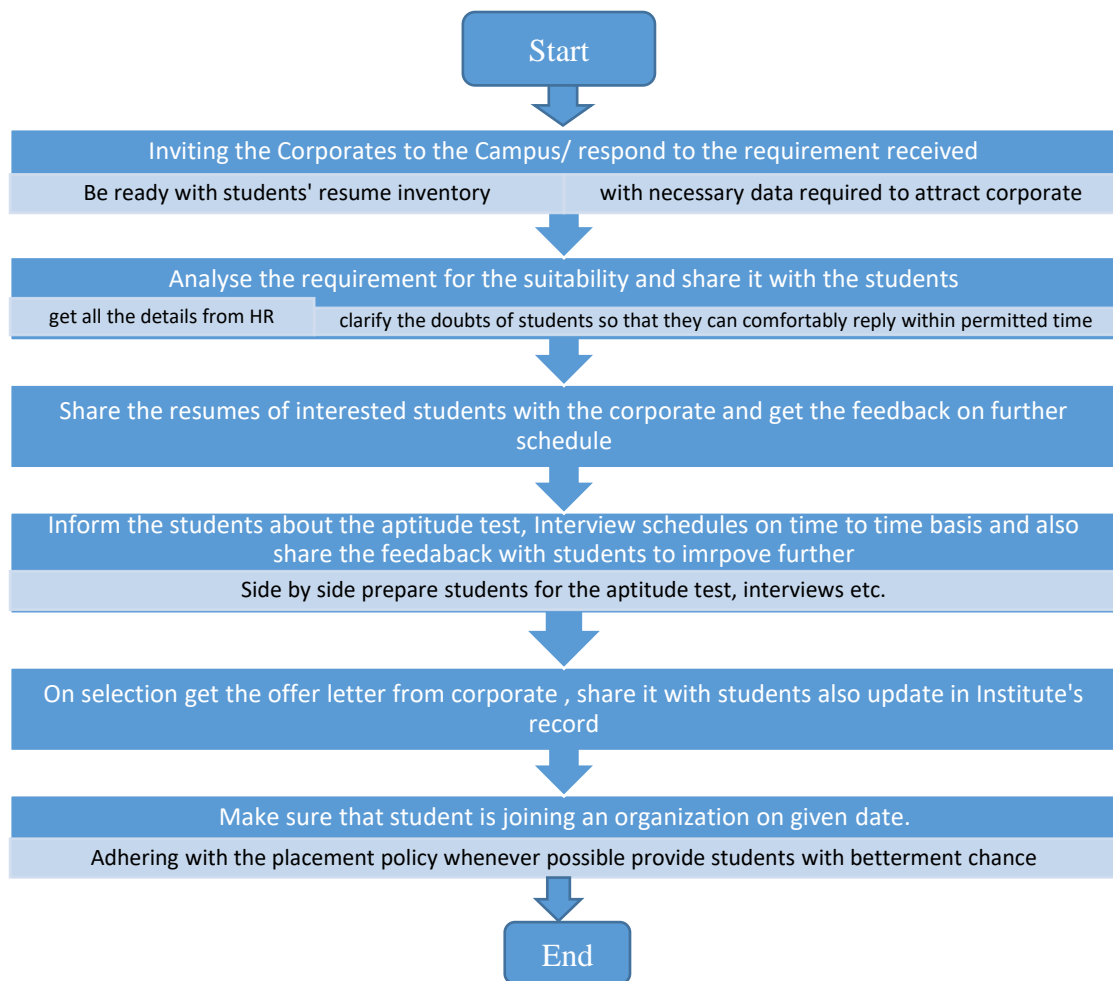 Start
Inviting the Corporates to the Campus/ respond to the requirement received
Be ready with students' resume inventory
with necessary data required to attract corporate
Analyse the requirement for the suitability and share it with the students
get all the details from HR
clarify the doubts of students so that they can comfortably reply within permitted time
Share the resumes of interested students with the corporate and get the feedback on further
schedule
Inform the students about the aptitude test, Interview schedules on time to time basis and also
share the feedaback with students to imrpove further
Side by side prepare students for the aptitude test, interviews etc.
On selection get the offer letter from corporate , share it with students also update in Institute's
record
Make sure that student is joining an organization on given date.
Adhering with the placement policy whenever possible provide students with betterment chance
End